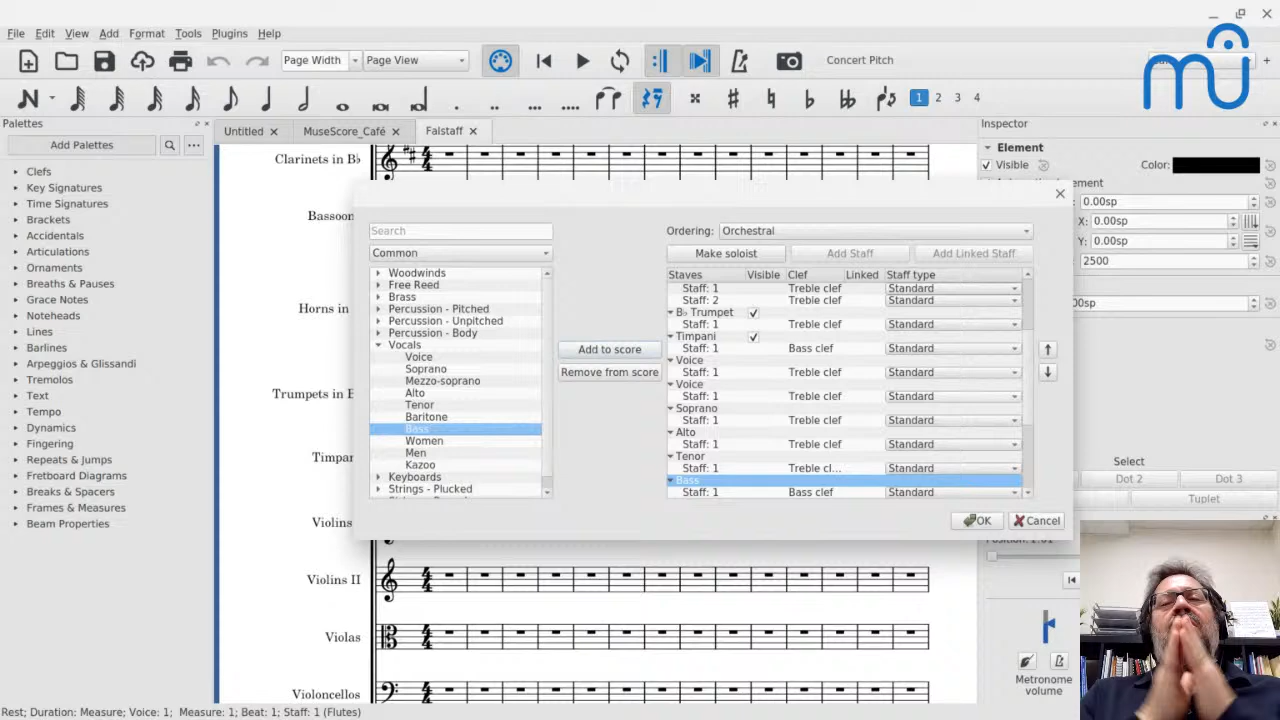 File Edit View Add Format Tools Plugins Help
Page Width Page View Concert Pitch
1 2 3 4
Palettes
Untitled MuseScore_Café Falstaff
Inspector
Add Palettes
Clefs
Key Signatures
Time Signatures
Brackets
Accidentals
Articulations
Ornaments
Breaths & Pauses
Grace Notes
Noteheads
Lines
Barlines
Arpeggios & Glissandi
Tremolos
Text
Tempo
Dynamics
Fingering
Repeats & Jumps
Fretboard Diagrams
Breaks & Spacers
Frames & Measures
Beam Properties
Clarinets in B♭
Bassoon
Horns in
Trumpets in
Timpan
Violins
Violins II
Violas
Violoncellos
Search
Common
Woodwinds
Free Reed
Brass
Percussion - Pitched
Percussion - Unpitched
Percussion - Body
Vocals
Voice
Soprano
Mezzo-soprano
Alto
Tenor
Baritone
Bass
Women
Men
Kazoo
Keyboards
Strings - Plucked
Add to score
Remove from score
Ordering: Orchestral
Make soloist Add Staff Add Linked Staff
Staves Visible Clef Linked Staff type
Staff: 1 Treble clef Standard
Staff: 2 Treble clef Standard
B♭ Trumpet
Staff: 1 Treble clef Standard
Timpani
Staff: 1 Bass clef Standard
Voice
Staff: 1 Treble clef Standard
Voice
Staff: 1 Treble clef Standard
Soprano
Staff: 1 Treble clef Standard
Alto
Staff: 1 Treble clef Standard
Tenor
Staff: 1 Treble cl... Standard
Bass
Staff: 1 Bass clef Standard
OK Cancel
Element
Visible Color:
0.00sp
X: 0.00sp
Y: 0.00sp
2500
00sp
Select
Dot 2 Dot 3
Tuplet
Metronome
volume
Rest; Duration: Measure; Voice: 1; Measure: 1; Beat: 1; Staff: 1 (Flutes)